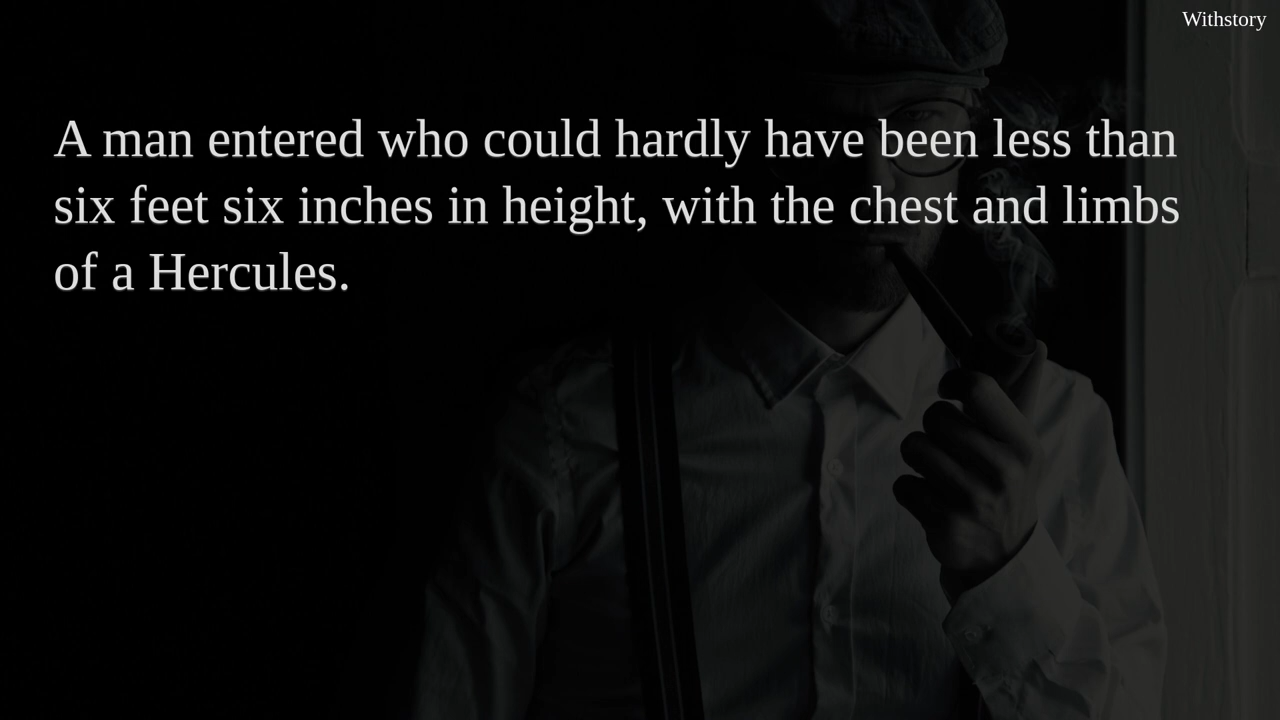 Withstory
A man entered who could hardly have been less than
six feet six inches in height, with the chest and limbs
of a Hercules.